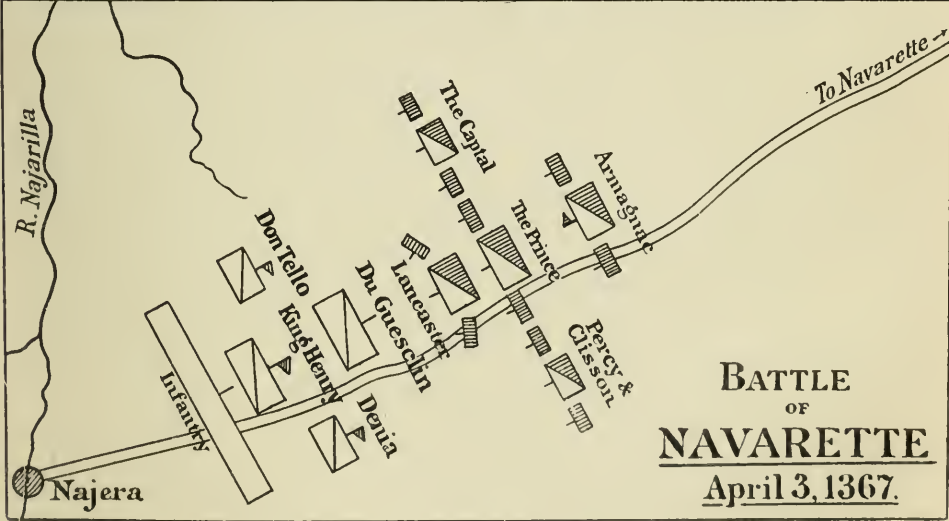 To Navarette
R. Najarilla
The Captal
Armagnac
The Prince
Don Tello
Lancaster
Du Guesclin
King Henry
Percy &
Clisson
Infantry
Denia
Najera
BATTLE
OF
NAVARETTE
April 3, 1367.